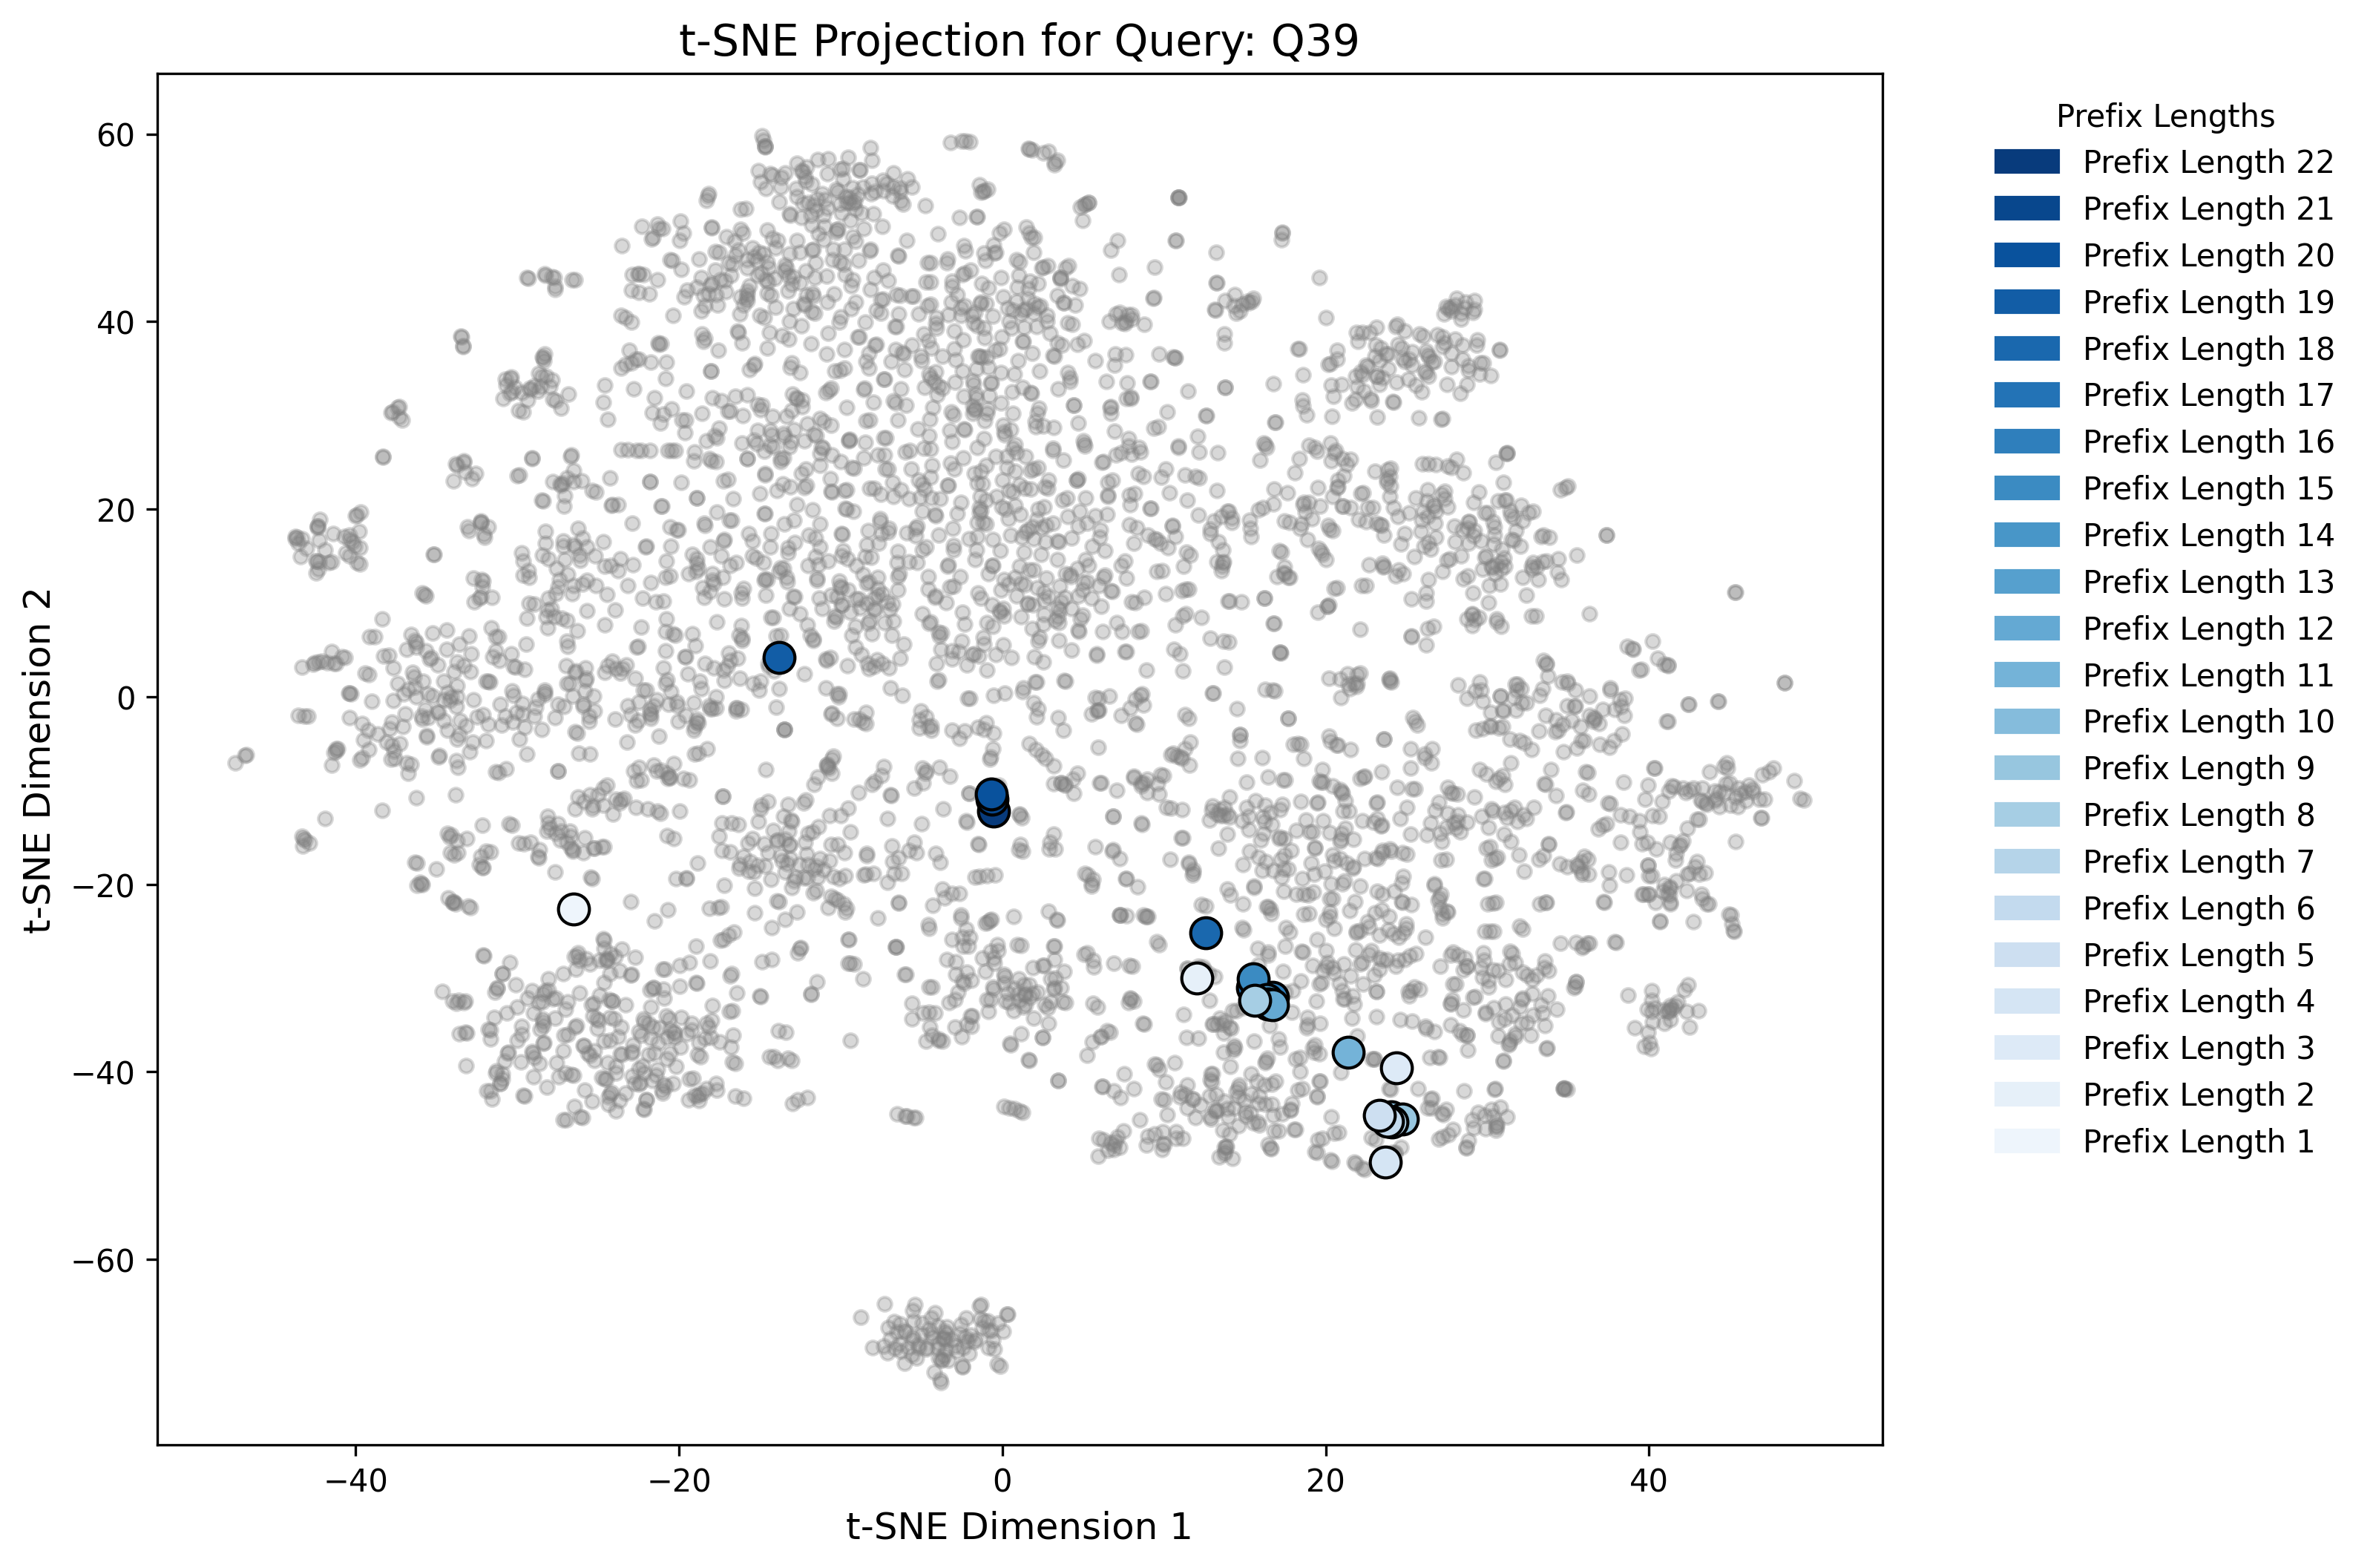 t-SNE Projection for Query: Q39
t-SNE Dimension 2
60
40
20
0
−20
−40
−60
−40
−20
0
20
40
t-SNE Dimension 1
Prefix Lengths
Prefix Length 22
Prefix Length 21
Prefix Length 20
Prefix Length 19
Prefix Length 18
Prefix Length 17
Prefix Length 16
Prefix Length 15
Prefix Length 14
Prefix Length 13
Prefix Length 12
Prefix Length 11
Prefix Length 10
Prefix Length 9
Prefix Length 8
Prefix Length 7
Prefix Length 6
Prefix Length 5
Prefix Length 4
Prefix Length 3
Prefix Length 2
Prefix Length 1